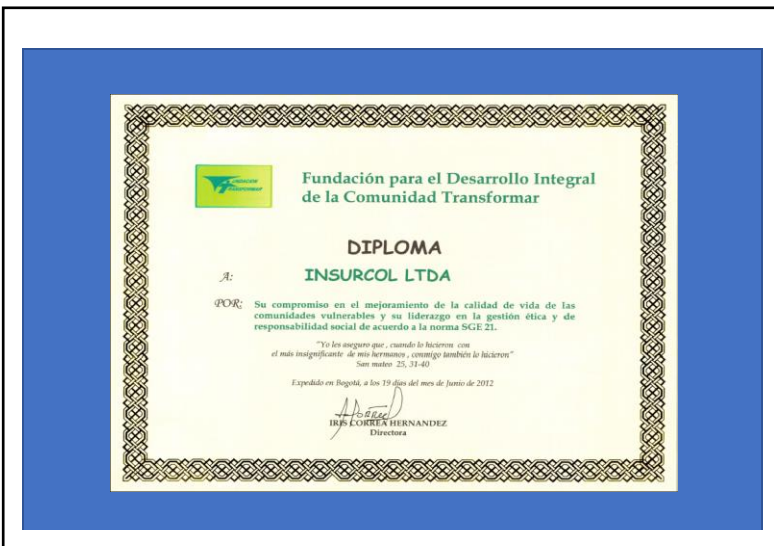 FUNDACION
TRANSFORMAR
Fundación para el Desarrollo Integral
de la Comunidad Transformar
DIPLOMA
A: INSURCOL LTDA
POR: Su compromiso en el mejoramiento de la calidad de vida de las
comunidades vulnerables y su liderazgo en la gestión ética y de
responsabilidad social de acuerdo a la norma SGE 21.
"Yo les aseguro que , cuando lo hicieron con
el más insignificante de mis hermanos , conmigo también lo hicieron"
San mateo 25, 31-40
Expedido en Bogotá, a los 19 días del mes de Junio de 2012
IRIS CORREA HERNANDEZ
Directora